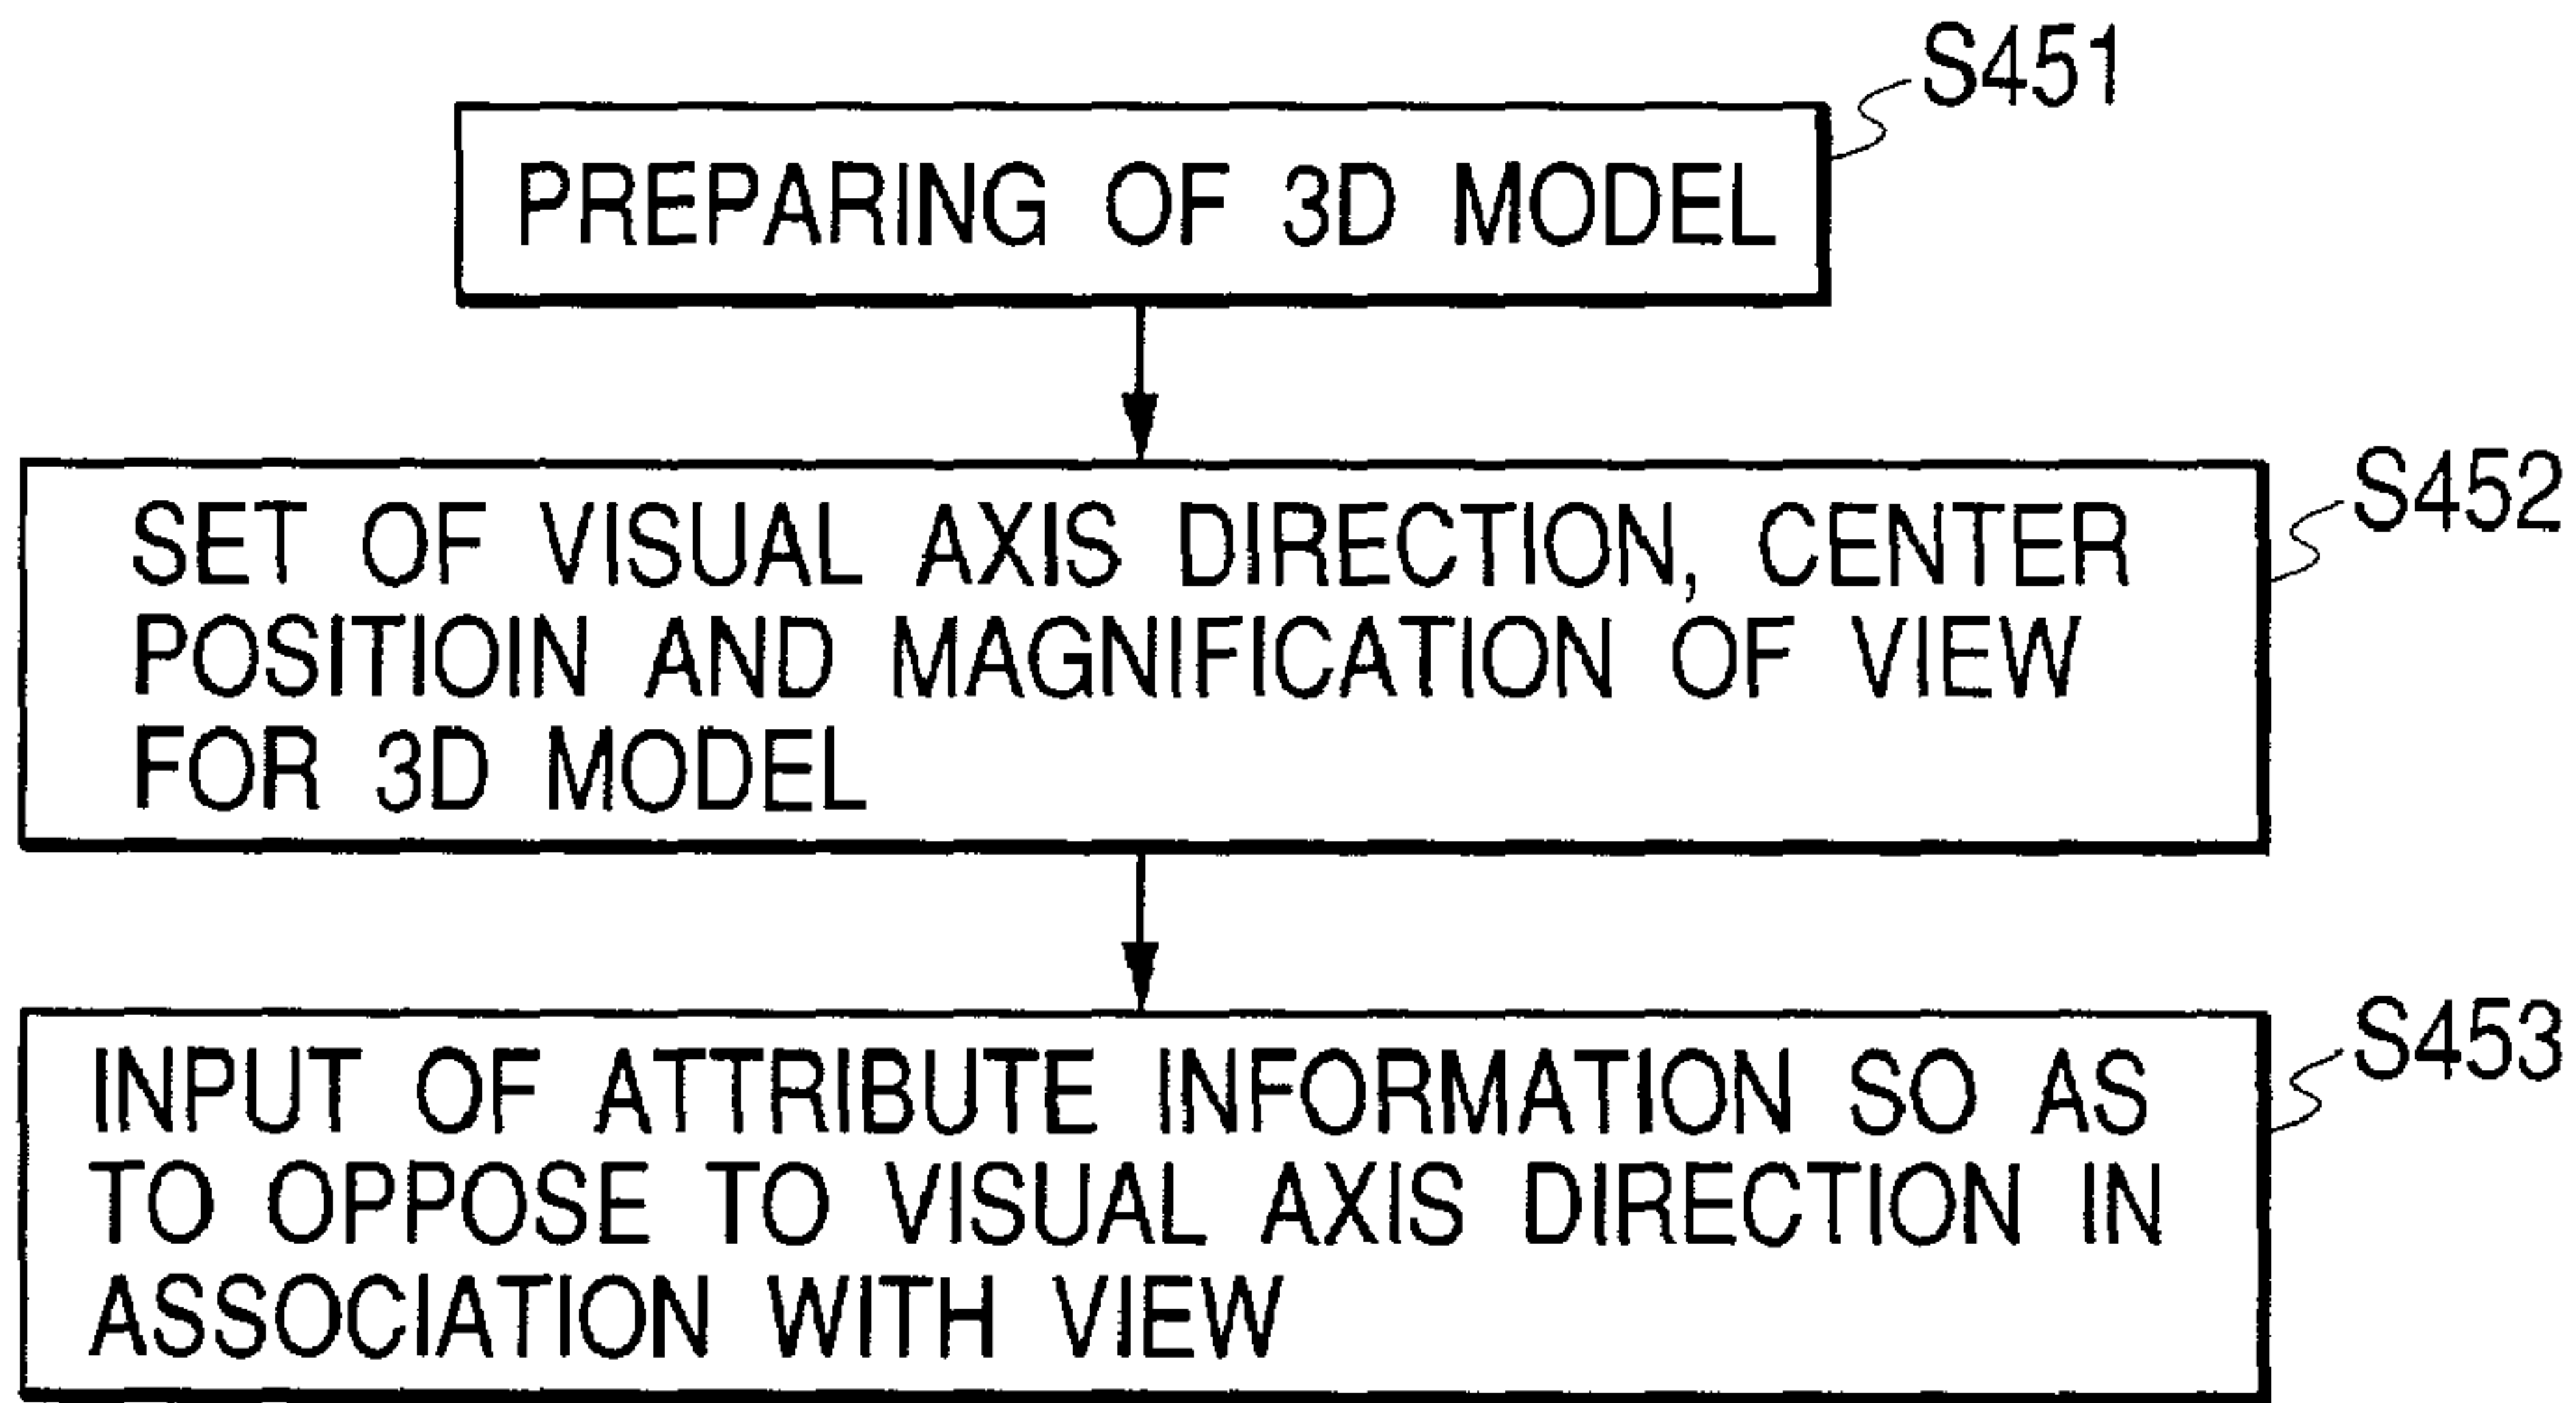 S451
PREPARING OF 3D MODEL
S452
SET OF VISUAL AXIS DIRECTION, CENTER
POSITIOIN AND MAGNIFICATION OF VIEW
FOR 3D MODEL
S453
INPUT OF ATTRIBUTE INFORMATION SO AS
TO OPPOSE TO VISUAL AXIS DIRECTION IN
ASSOCIATION WITH VIEW